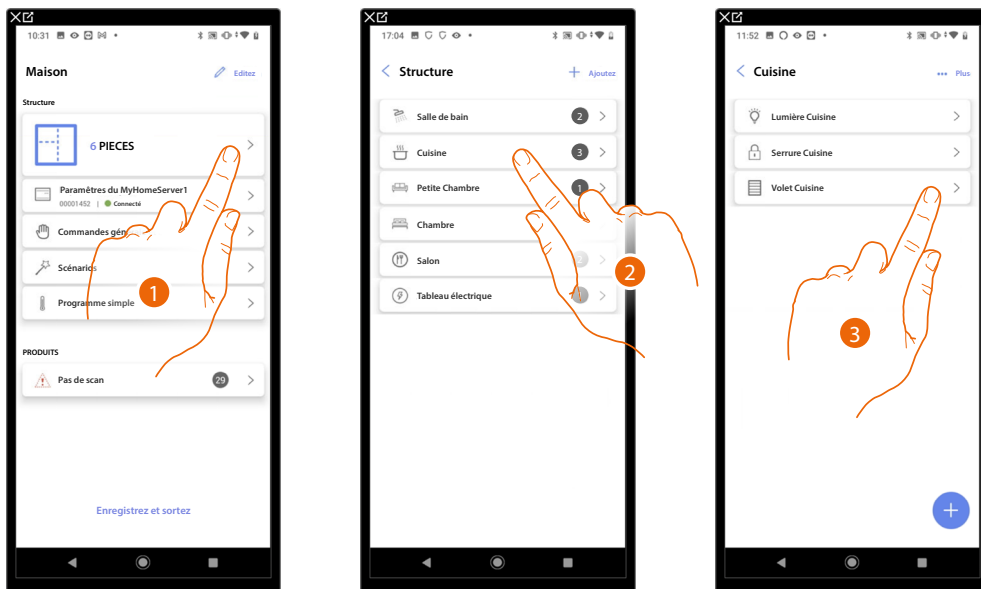 10:31
Maison
Editez
Structure
6 PIECES
Paramêtres du MyHomeServer1
00001452 | Connecté
Commandes gén
Scénarios
Programme simple
1
PRODUITS
Pas de scan
29
Enregistrez et sortez
17:04
Structure
Ajoutez
Salle de bain
2
Cuisine
3
Petite Chambre
1
Chambre
Salon
2
Tableau électrique
2
11:52
Cuisine
Plus
Lumière Cuisine
Serrure Cuisine
Volet Cuisine
3